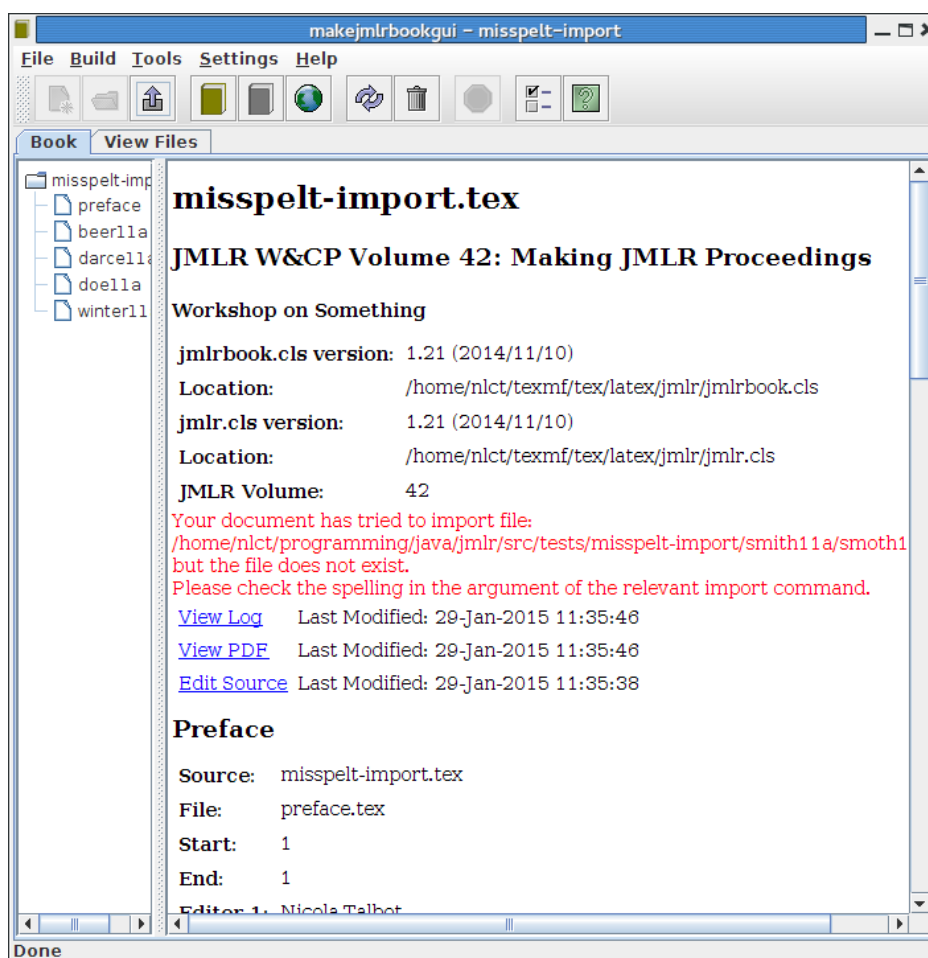 makejmlrbookgui – misspelt-import
File Build Tools Settings Help
Book View Files
misspelt-imp
preface
beer11a
darce11a
doe11a
winter11
misspelt-import.tex
JMLR W&CP Volume 42: Making JMLR Proceedings
Workshop on Something
jmlrbook.cls version: 1.21 (2014/11/10)
Location: /home/nlct/texmf/tex/latex/jmlr/jmlrbook.cls
jmlr.cls version: 1.21 (2014/11/10)
Location: /home/nlct/texmf/tex/latex/jmlr/jmlr.cls
JMLR Volume: 42
Your document has tried to import file:
/home/nlct/programming/java/jmlr/src/tests/misspelt-import/smith11a/smoth1
but the file does not exist.
Please check the spelling in the argument of the relevant import command.
View Log Last Modified: 29-Jan-2015 11:35:46
View PDF Last Modified: 29-Jan-2015 11:35:46
Edit Source Last Modified: 29-Jan-2015 11:35:38
Preface
Source: misspelt-import.tex
File: preface.tex
Start: 1
End: 1
Editor 1: Nicola Talbot
Done